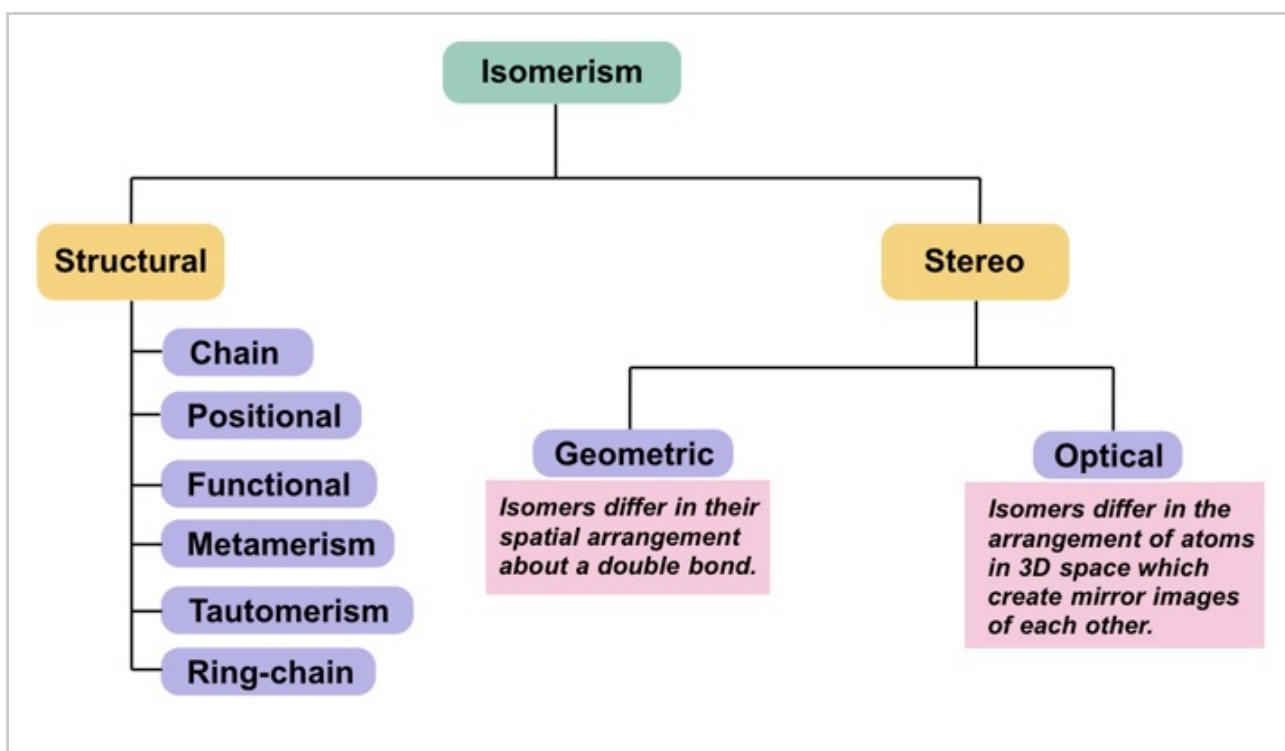 Isomerism
Structural
Stereo
Chain
Positional
Functional
Metamerism
Tautomerism
Ring-chain
Geometric
Isomers differ in their
spatial arrangement
about a double bond.
Optical
Isomers differ in the
arrangement of atoms
in 3D space which
create mirror images
of each other.